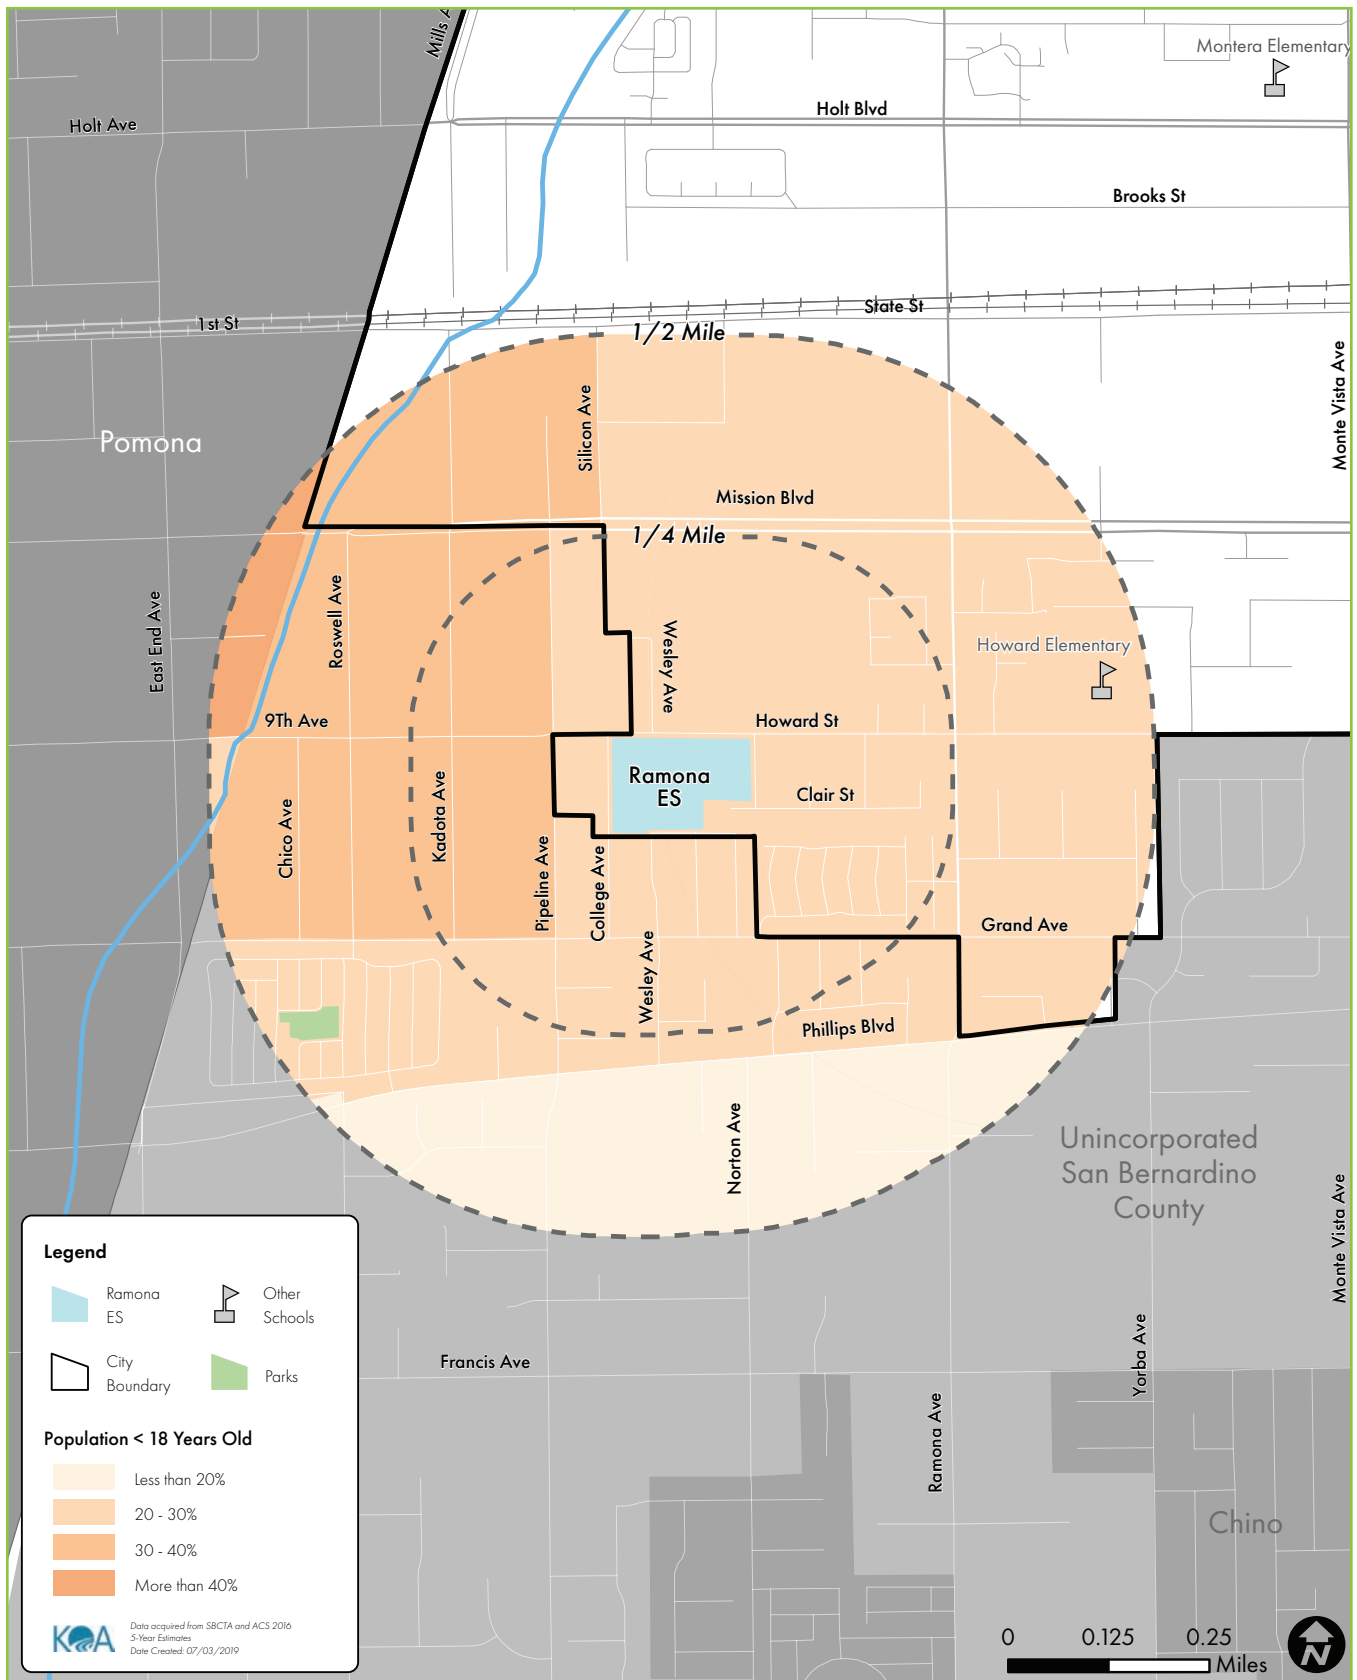 Mills A
Montera Elementary
Holt Ave
Holt Blvd
Brooks St
State St
1st St
1/2 Mile
Monte Vista Ave
Silicon Ave
Pomona
Mission Blvd
1/4 Mile
East End Ave
Roswell Ave
Wesley Ave
Howard Elementary
9Th Ave
Howard St
Ramona
ES
Clair St
Chico Ave
Kadota Ave
Pipeline Ave
College Ave
Grand Ave
Wesley Ave
Phillips Blvd
Norton Ave
Unincorporated
San Bernardino
County
Monte Vista Ave
Francis Ave
Yorba Ave
Ramona Ave
Chino
Legend
Ramona
ES
Other
Schools
City
Boundary
Parks
Population < 18 Years Old
Less than 20%
20 - 30%
30 - 40%
More than 40%
KOA
Data acquired from SBCTA and ACS 2016
5-Year Estimates
Date Created: 07/03/2019
0 0.125 0.25
Miles
N